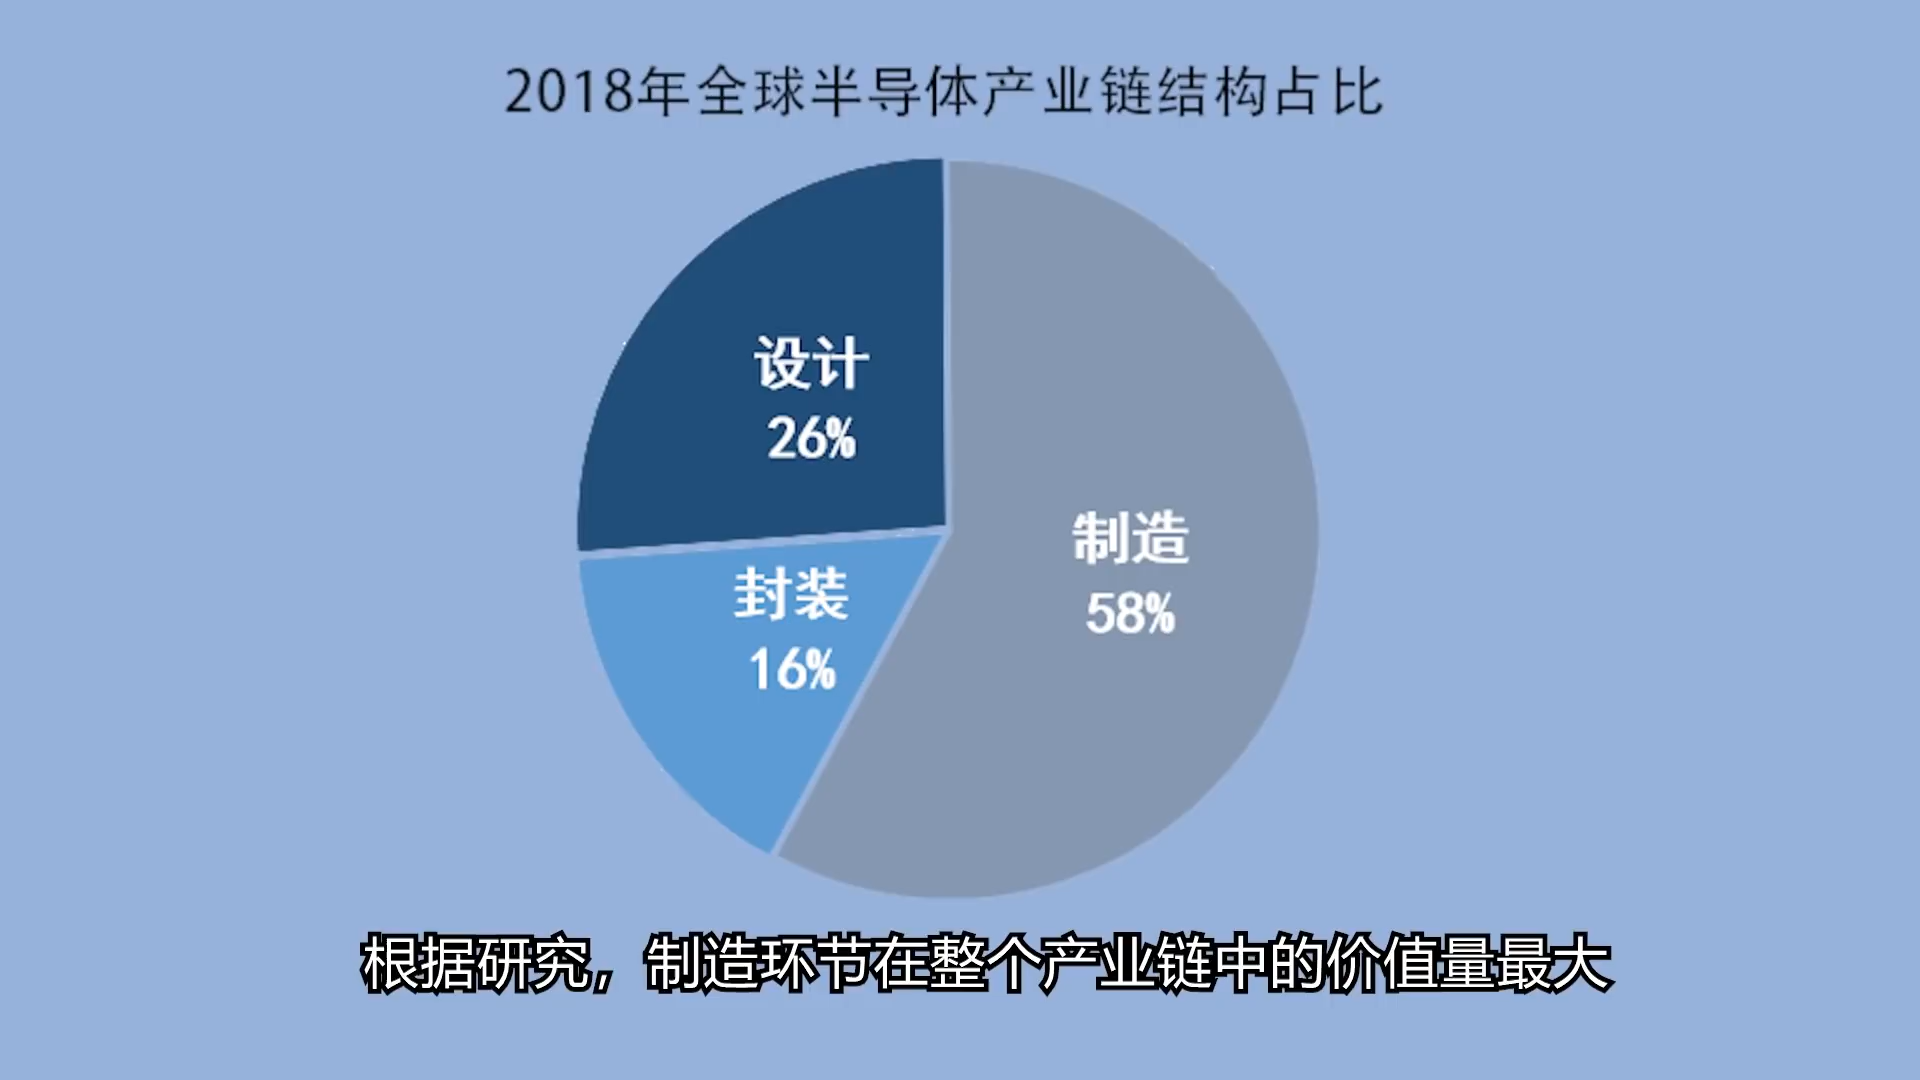 2018年全球半导体产业链结构占比
设计
26%
制造
58%
封装
16%
根据研究，制造环节在整个产业链中的价值量最大